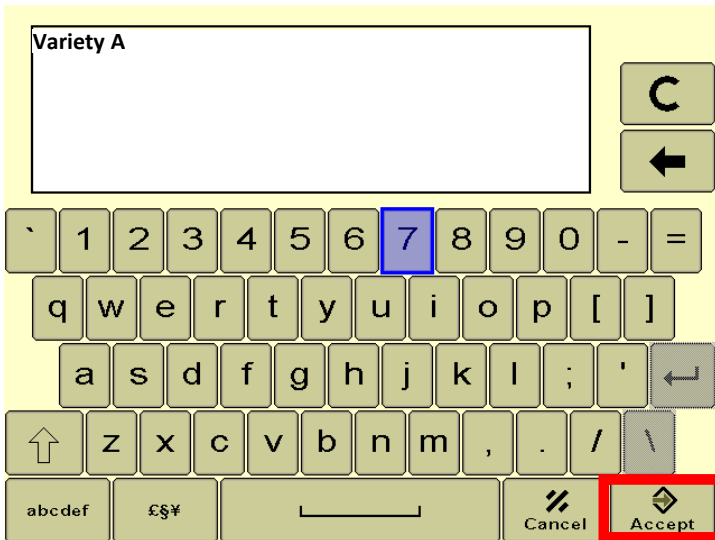 Variety A
C
` 1 2 3 4 5 6 7 8 9 0 - =
q w e r t y u i o p [ ]
a s d f g h j k l ; '
z x c v b n m , . / \
abcdef £§¥ Cancel Accept